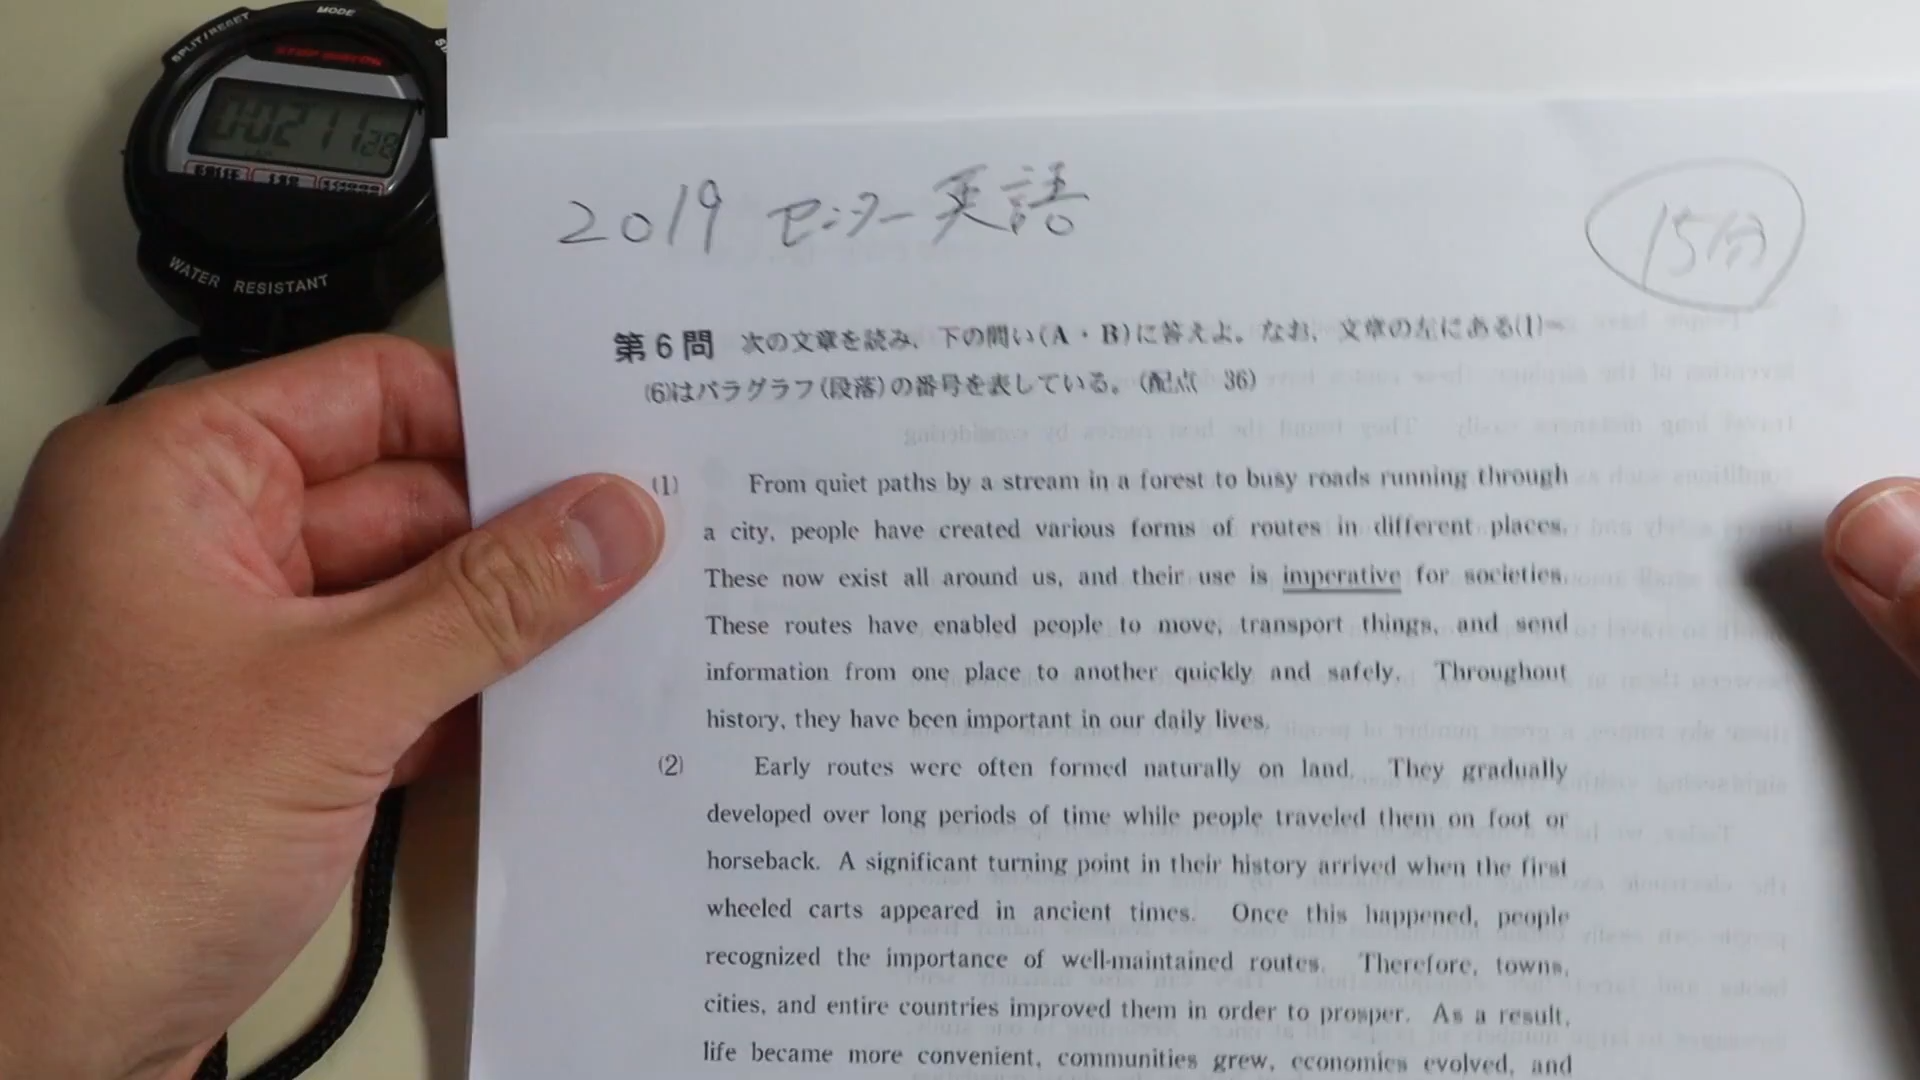 SPLIT/RESET
MODE
WATER RESISTANT
2019 センター英語
15分
第6問 次の文章を読み、下の問い(A・B)に答えよ。なお、文章の左にある(1)〜
(6)はパラグラフ(段落)の番号を表している。(配点 36)
(1) From quiet paths by a stream in a forest to busy roads running through
a city, people have created various forms of routes in different places.
These now exist all around us, and their use is imperative for societies.
These routes have enabled people to move, transport things, and send
information from one place to another quickly and safely. Throughout
history, they have been important in our daily lives.
(2) Early routes were often formed naturally on land. They gradually
developed over long periods of time while people traveled them on foot or
horseback. A significant turning point in their history arrived when the first
wheeled carts appeared in ancient times. Once this happened, people
recognized the importance of well-maintained routes. Therefore, towns,
cities, and entire countries improved them in order to prosper. As a result,
life became more convenient, communities grew, economies evolved, and